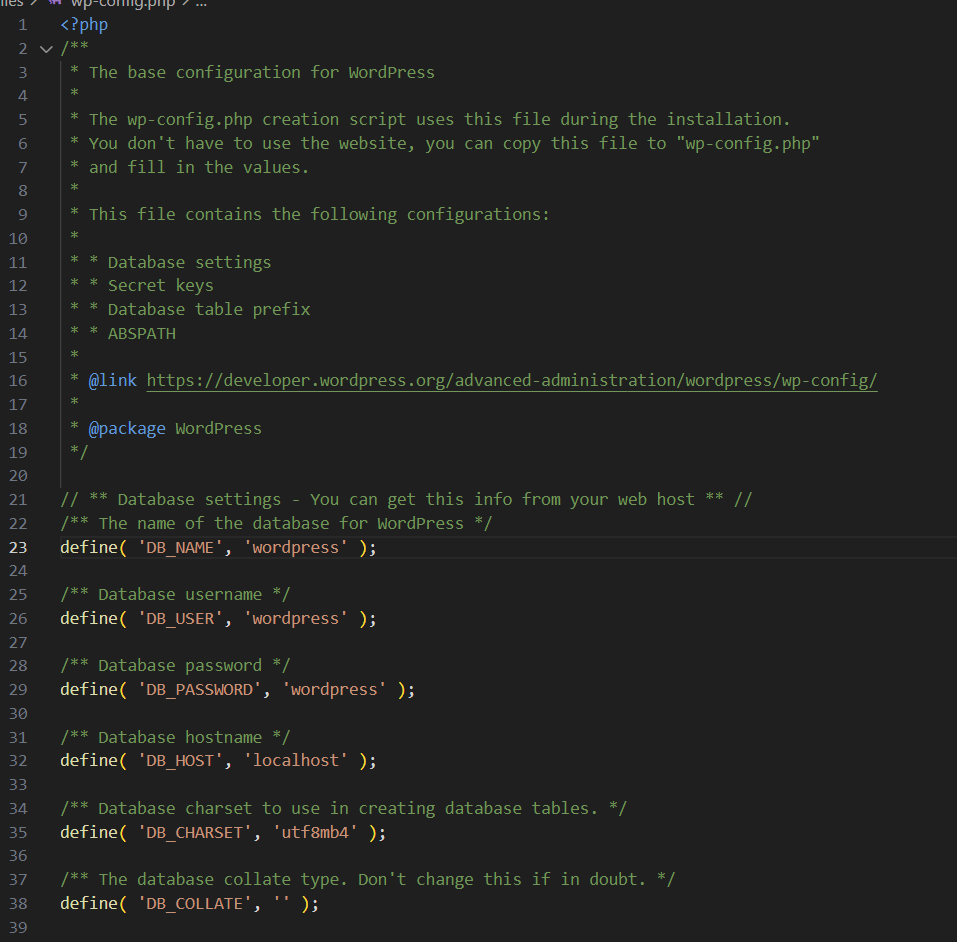 wp-config.php > ...
1 <?php
2 /**
3 * The base configuration for WordPress
4 *
5 * The wp-config.php creation script uses this file during the installation.
6 * You don't have to use the website, you can copy this file to "wp-config.php"
7 * and fill in the values.
8 *
9 * This file contains the following configurations:
10 *
11 * * Database settings
12 * * Secret keys
13 * * Database table prefix
14 * * ABSPATH
15 *
16 * @link https://developer.wordpress.org/advanced-administration/wordpress/wp-config/
17 *
18 * @package WordPress
19 */
20
21 // ** Database settings - You can get this info from your web host ** //
22 /** The name of the database for WordPress */
23 define( 'DB_NAME', 'wordpress' );
24
25 /** Database username */
26 define( 'DB_USER', 'wordpress' );
27
28 /** Database password */
29 define( 'DB_PASSWORD', 'wordpress' );
30
31 /** Database hostname */
32 define( 'DB_HOST', 'localhost' );
33
34 /** Database charset to use in creating database tables. */
35 define( 'DB_CHARSET', 'utf8mb4' );
36
37 /** The database collate type. Don't change this if in doubt. */
38 define( 'DB_COLLATE', '' );
39